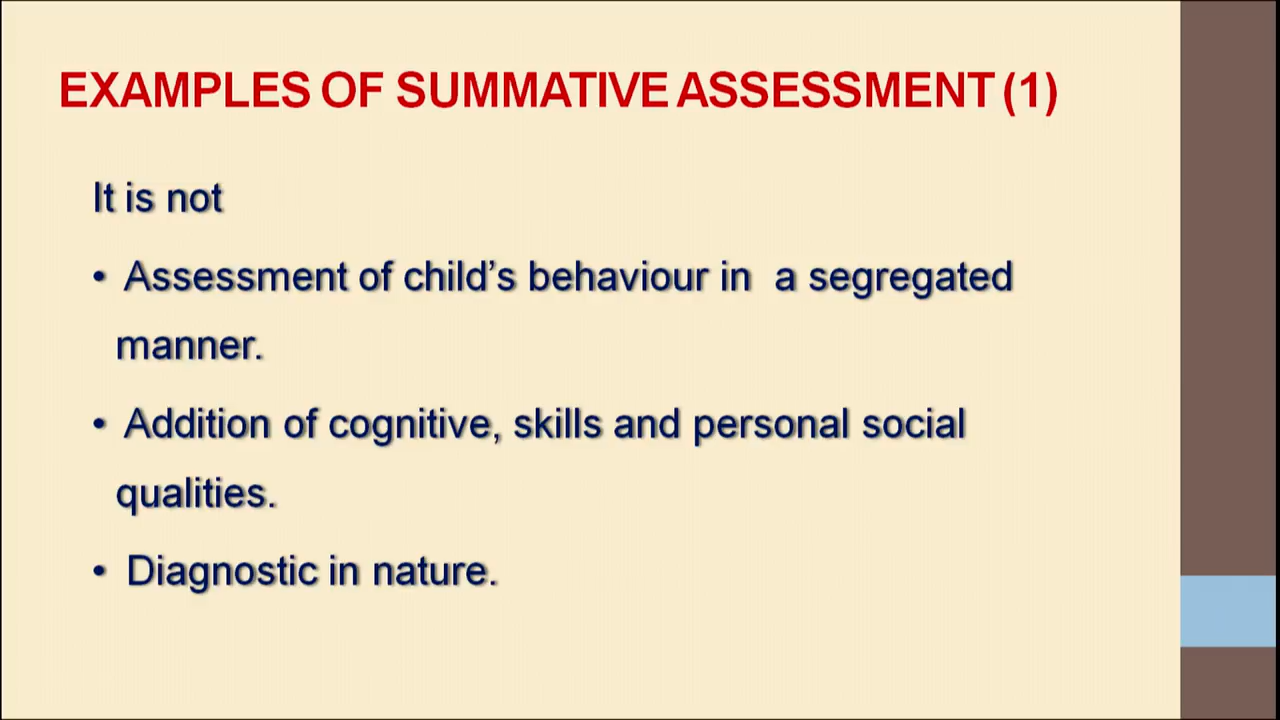 EXAMPLES OF SUMMATIVE ASSESSMENT (1)
It is not
• Assessment of child's behaviour in a segregated
manner.
• Addition of cognitive, skills and personal social
qualities.
• Diagnostic in nature.